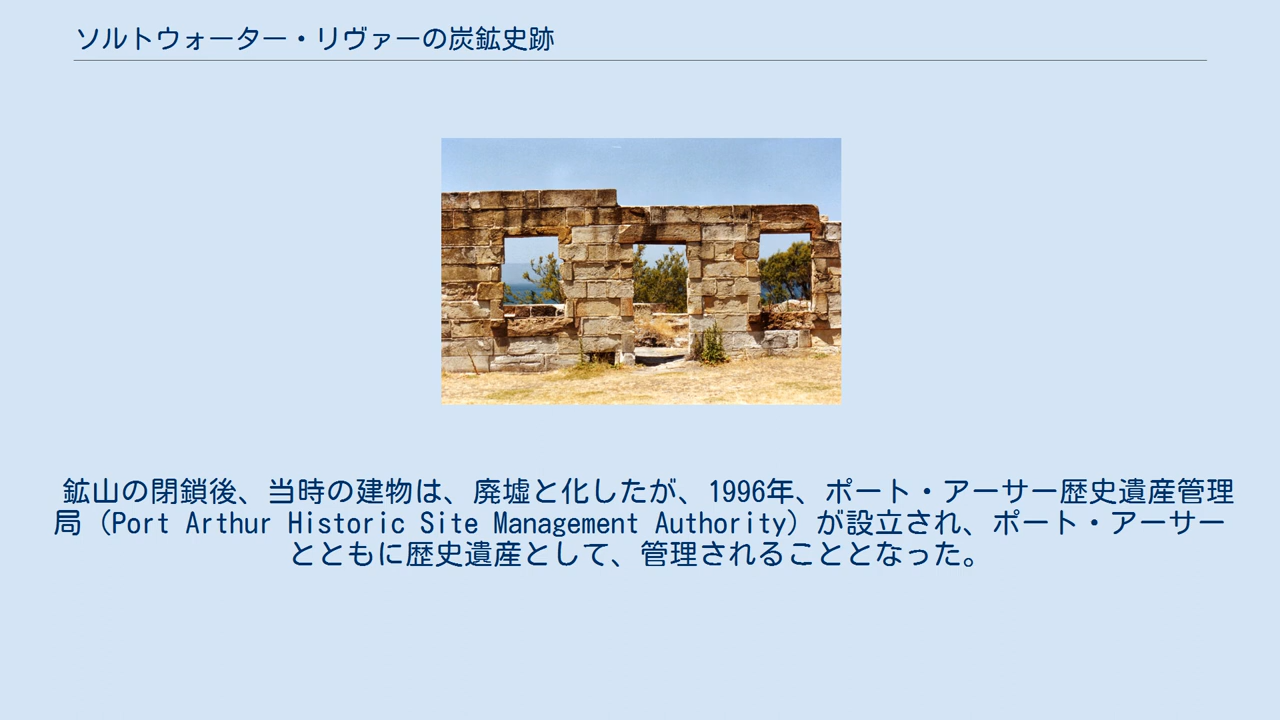 ソルトウォーター・リヴァーの炭鉱史跡
鉱山の閉鎖後、当時の建物は、廃墟と化したが、1996年、ポート・アーサー歴史遺産管理
局（Port Arthur Historic Site Management Authority）が設立され、ポート・アーサー
とともに歴史遺産として、管理されることとなった。